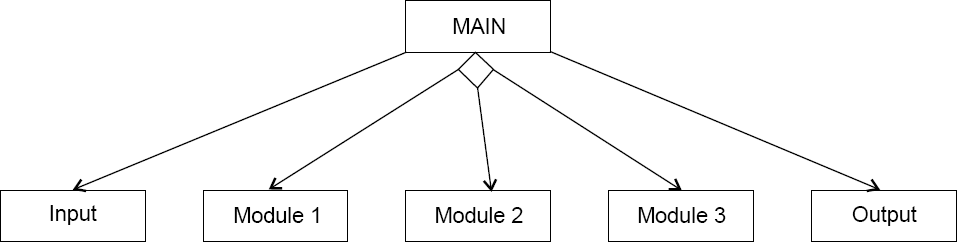 MAIN
Input
Module 1
Module 2
Module 3
Output